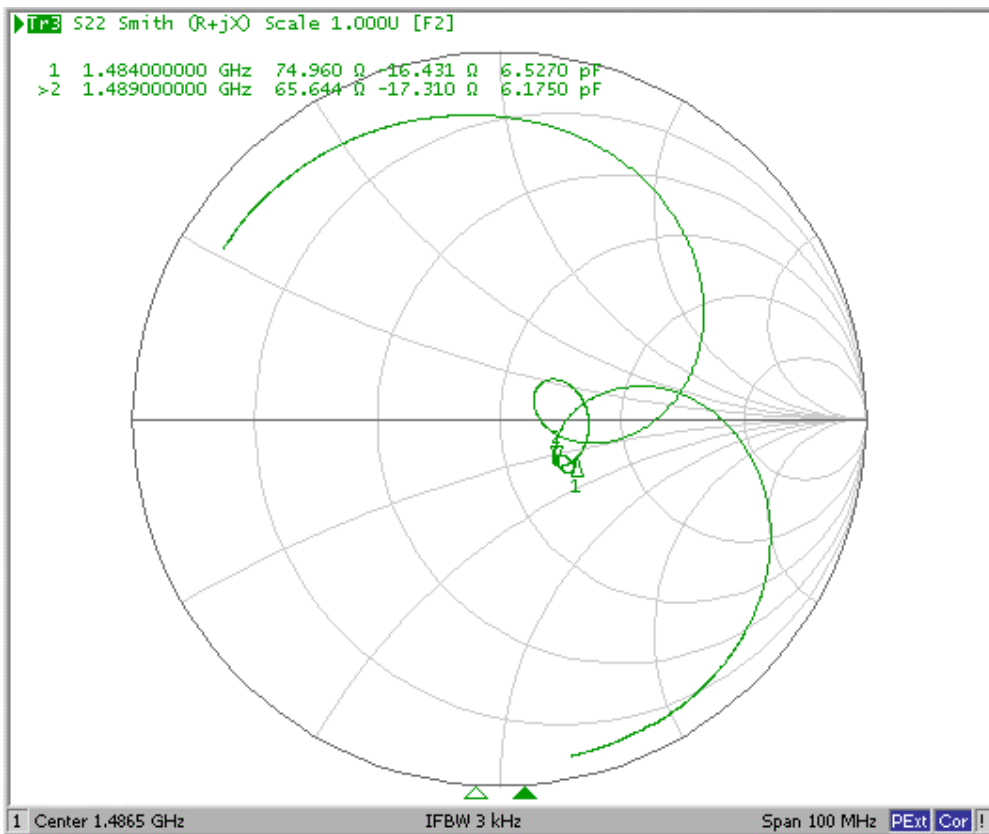 Tr3 S22 Smith (R+jX) Scale 1.000U [F2]
1 1.484000000 GHz 74.960 Ω -16.431 Ω 6.5270 pF
>2 1.489000000 GHz 65.644 Ω -17.310 Ω 6.1750 pF
1
1 Center 1.4865 GHz IFBW 3 kHz Span 100 MHz PExt Cor !